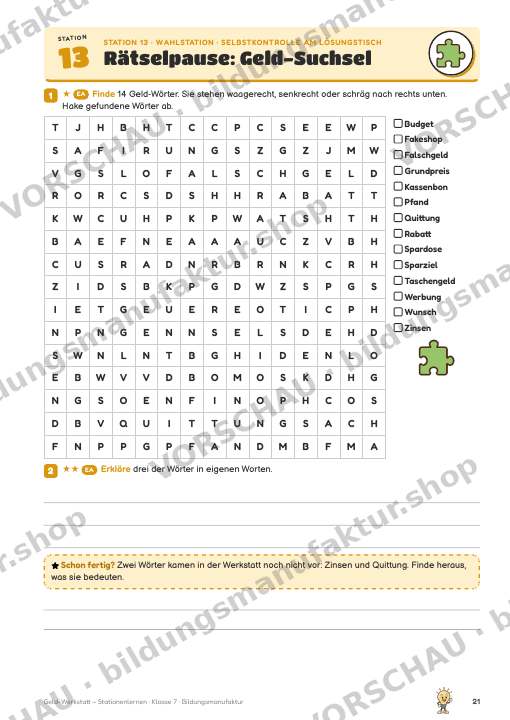 STATION
13
STATION 13 · WAHLSTATION · SELBSTKONTROLLE AM LÖSUNGSTISCH
Rätselpause: Geld-Suchsel
1 ★ EA Finde 14 Geld-Wörter. Sie stehen waagerecht, senkrecht oder schräg nach rechts unten.
Hake gefundene Wörter ab.
T J H B H T C C P C S E E W P
S A F I R U N G S Z G Z J M W
V G S L O F A L S C H G E L D
R O R C S D S H H R A B A T T
K W C U H P K P W A T S H T H
B A E F N E A A A U C Z V B H
C U S R A D N R B R N K C R H
Z I D S B K P G D W Z S P G S
I E T G E U E R E O T I C P H
N P N G E N N S E L S D E H D
S W N L N T B G H I D E N L O
E B W V V D B O M O S K D H G
N G S O E N F I N O P H C O S
D B V Q U I T T U N G S A C H
F N P P G P F A N D M B F M A
Budget
Fakeshop
Falschgeld
Grundpreis
Kassenbon
Pfand
Quittung
Rabatt
Spardose
Sparziel
Taschengeld
Werbung
Wunsch
Zinsen
2 ★★ EA Erkläre drei der Wörter in eigenen Worten.
★ Schon fertig? Zwei Wörter kamen in der Werkstatt noch nicht vor: Zinsen und Quittung. Finde heraus,
was sie bedeuten.
Geld-Werkstatt – Stationenlernen · Klasse 7 · Bildungsmanufaktur
21
VORSCHAU · bildungsmanufaktur.shop